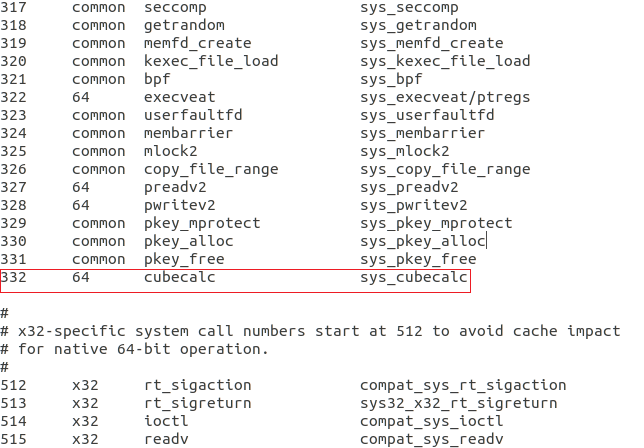 317 common seccomp sys_seccomp
318 common getrandom sys_getrandom
319 common memfd_create sys_memfd_create
320 common kexec_file_load sys_kexec_file_load
321 common bpf sys_bpf
322 64 execveat sys_execveat/ptregs
323 common userfaultfd sys_userfaultfd
324 common membarrier sys_membarrier
325 common mlock2 sys_mlock2
326 common copy_file_range sys_copy_file_range
327 64 preadv2 sys_preadv2
328 64 pwritev2 sys_pwritev2
329 common pkey_mprotect sys_pkey_mprotect
330 common pkey_alloc sys_pkey_alloc
331 common pkey_free sys_pkey_free
332 64 cubecalc sys_cubecalc
#
# x32-specific system call numbers start at 512 to avoid cache impact
# for native 64-bit operation.
#
512 x32 rt_sigaction compat_sys_rt_sigaction
513 x32 rt_sigreturn sys32_x32_rt_sigreturn
514 x32 ioctl compat_sys_ioctl
515 x32 readv compat_sys_readv